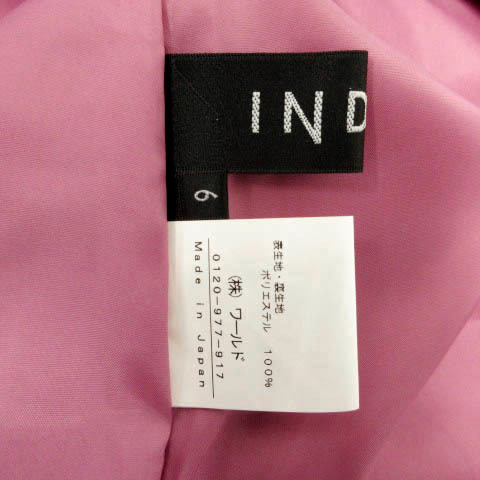 IND
6
表生地・裏生地
ポリエステル 100%
(株) ワールド
0120-977-917
Made in Japan